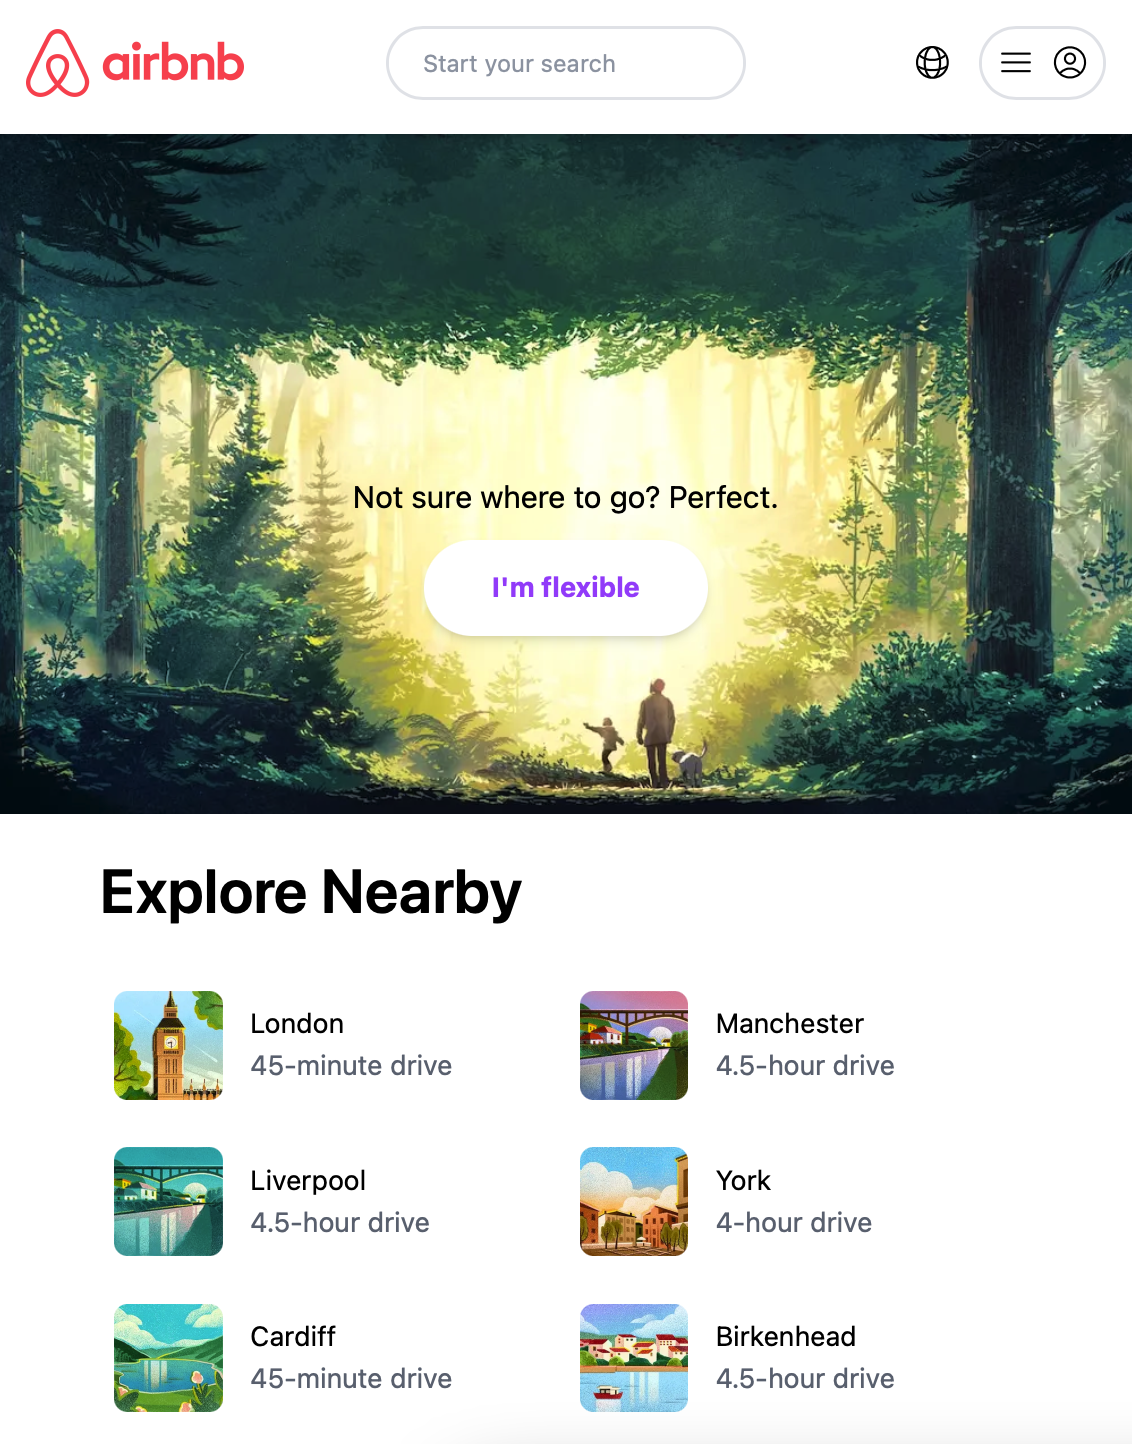 airbnb
Start your search
Not sure where to go? Perfect.
I'm flexible
Explore Nearby
London
45-minute drive
Manchester
4.5-hour drive
Liverpool
4.5-hour drive
York
4-hour drive
Cardiff
45-minute drive
Birkenhead
4.5-hour drive